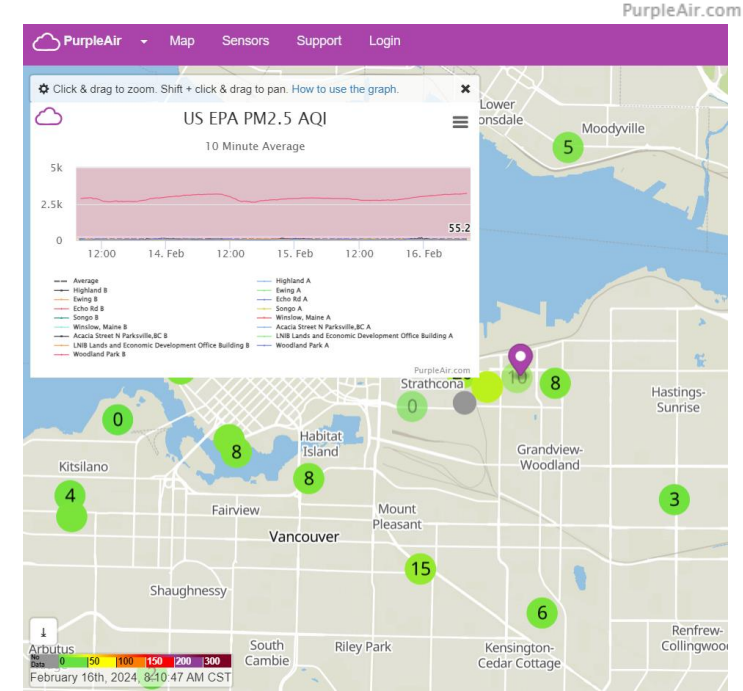 PurpleAir.com
PurpleAir Map Sensors Support Login
Click & drag to zoom. Shift + click & drag to pan. How to use the graph.
US EPA PM2.5 AQI
10 Minute Average
5k
2.5k
0
55.2
12:00 14. Feb 12:00 15. Feb 12:00 16. Feb
Average Highland A
Highland B Ewing A
Ewing B Echo Rd A
Echo Rd B Songo A
Songo B Winslow, Maine A
Winslow, Maine B Acacia Street N Parksville,BC A
Acacia Street N Parksville,BC B LNIB Lands and Economic Development Office Building A
LNIB Lands and Economic Development Office Building B Woodland Park A
Woodland Park B
PurpleAir.com
Lower
onsdale
Moodyville
5
Strathcona
10
8
0
Hastings-
Sunrise
0
Habitat
Island
8
Grandview-
Woodland
Kitsilano
8
4
3
Fairview
Mount
Pleasant
Vancouver
15
Shaughnessy
6
Arbutus
South
Cambie
Riley Park
Kensington-
Cedar Cottage
Renfrew-
Collingwoo
No
Data
0 50 100 150 200 300
February 16th, 2024, 8:10:47 AM CST